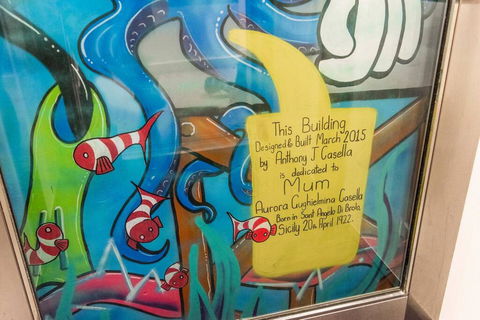 This Building
Designed & Built March 2015
by Anthony J Casella
is dedicated to
Mum
Aurora Gughielmina Casella
Born in Sant Angelo Di Brolo,
Sicily 20th April 1922.